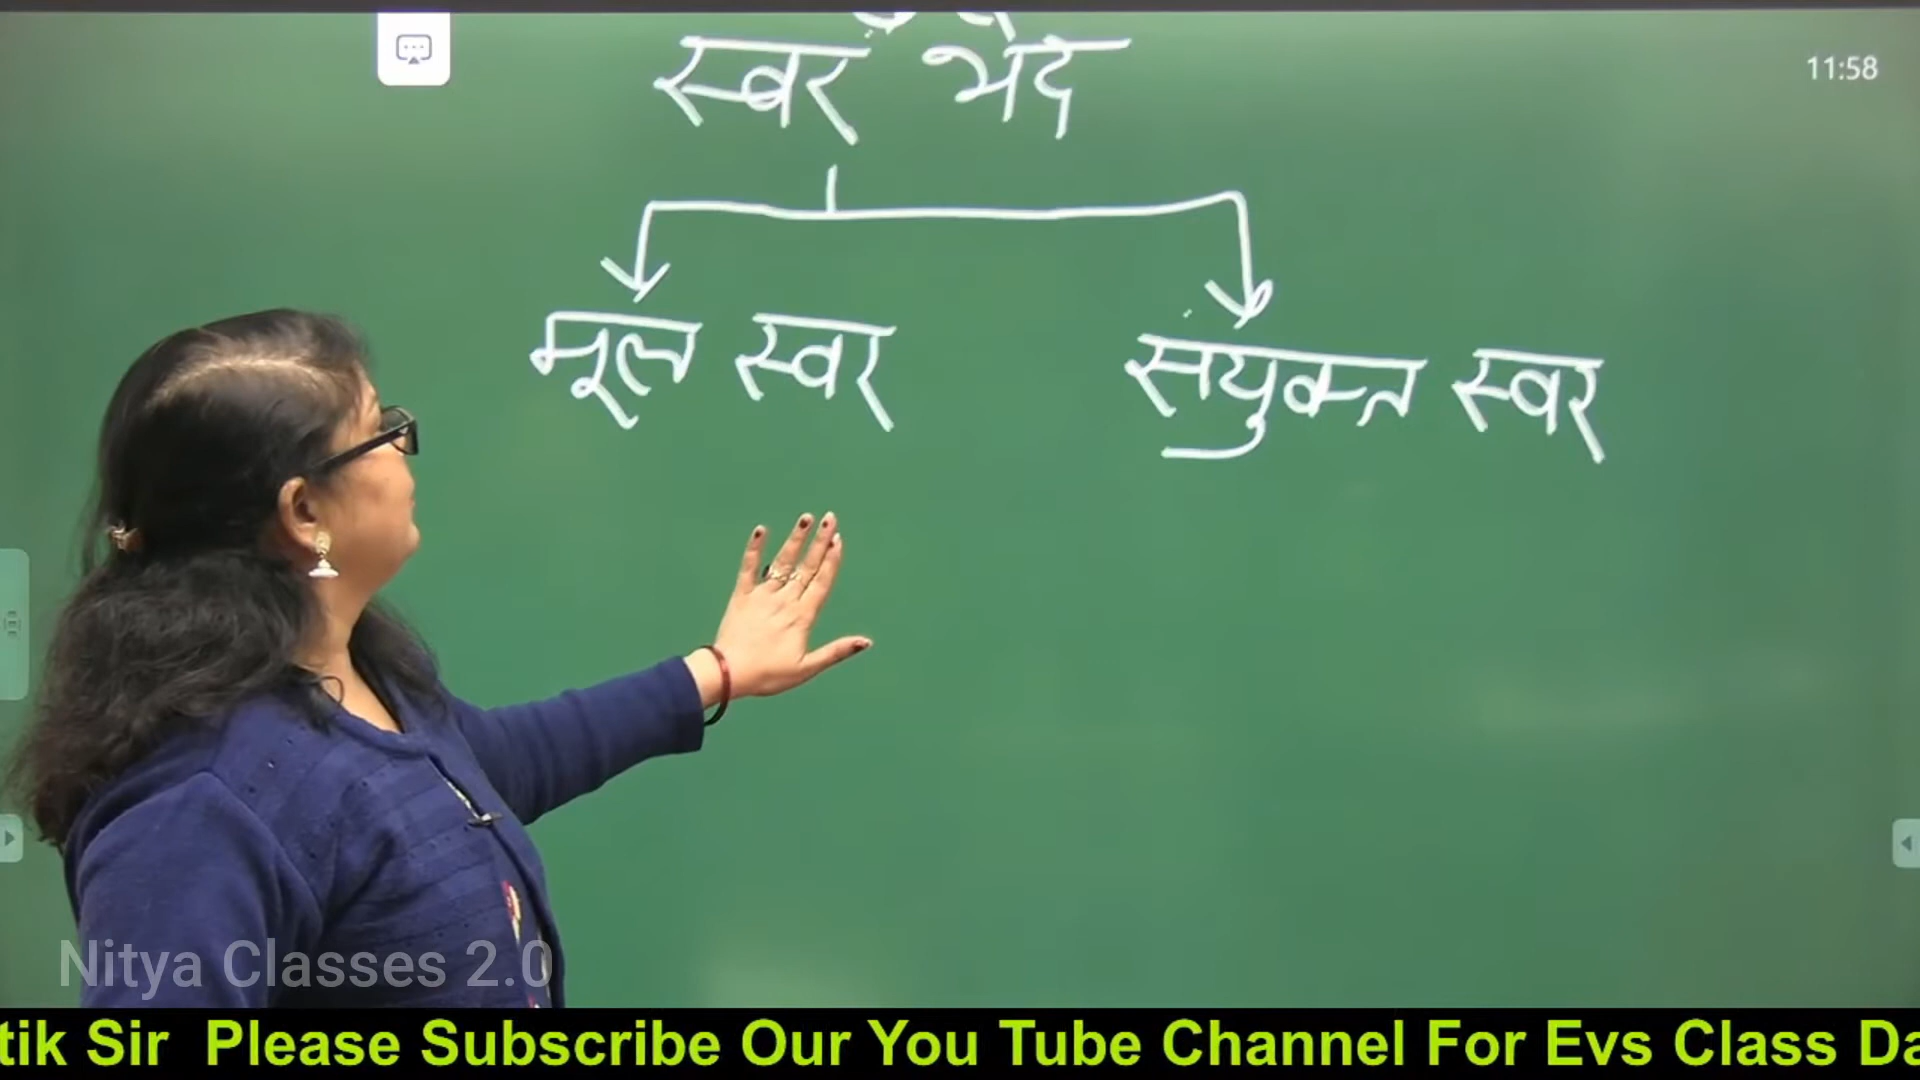 11:58
स्वर भेद
मूल स्वर
संयुक्त स्वर
Nitya Classes 2.0
tik Sir Please Subscribe Our You Tube Channel For Evs Class Da